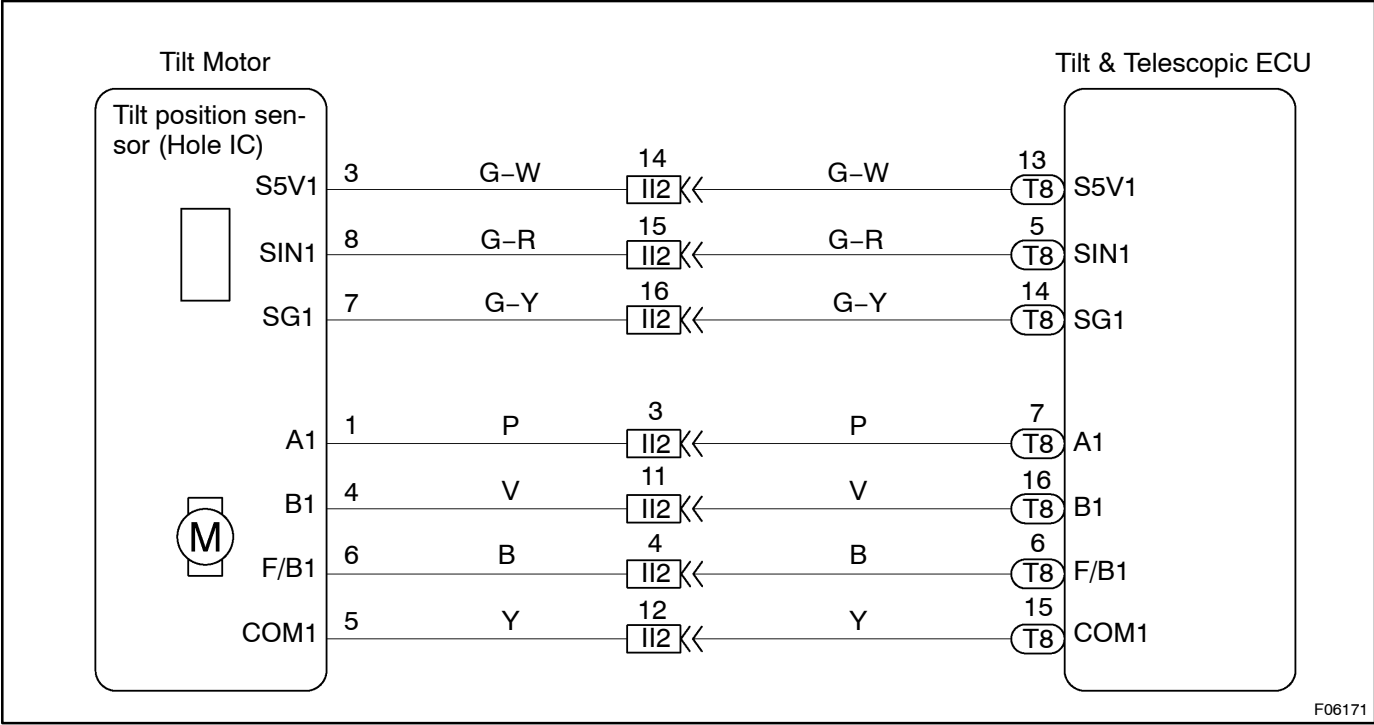 Tilt Motor
Tilt & Telescopic ECU
Tilt position sen-
sor (Hole IC)
S5V1 3 G−W 14 II2 G−W 13 T8 S5V1
SIN1 8 G−R 15 II2 G−R 5 T8 SIN1
SG1 7 G−Y 16 II2 G−Y 14 T8 SG1
A1 1 P 3 II2 P 7 T8 A1
B1 4 V 11 II2 V 16 T8 B1
M
F/B1 6 B 4 II2 B 6 T8 F/B1
COM1 5 Y 12 II2 Y 15 T8 COM1
F06171